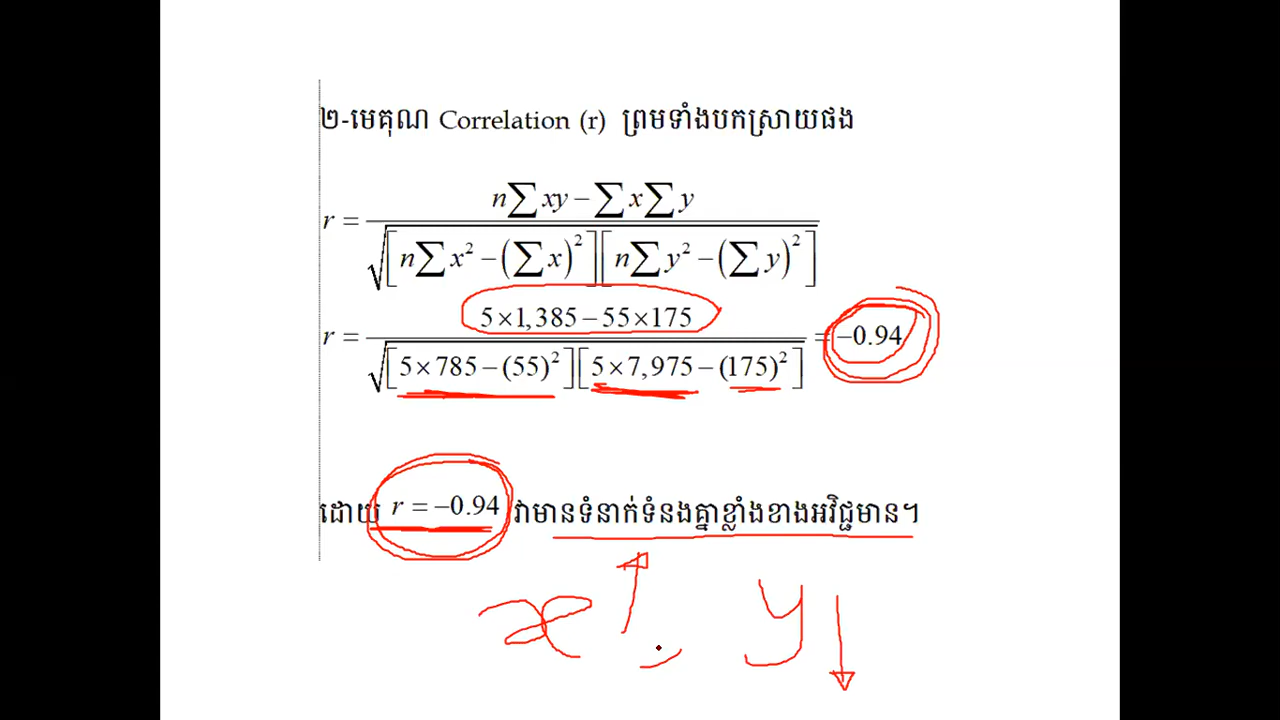 ២-មេគុណ Correlation (r) ព្រមទាំងបកស្រាយផង
r = n∑xy − ∑x∑y / √[n∑x² − (∑x)²][n∑y² − (∑y)²]
r = 5×1,385 − 55×175 / √[5×785 − (55)²][5×7,975 − (175)²] = −0.94
ដោយ r = −0.94 វាមានទំនាក់ទំនងគ្នាខ្លាំងខាងអវិជ្ជមាន។
x ↑ , y ↓